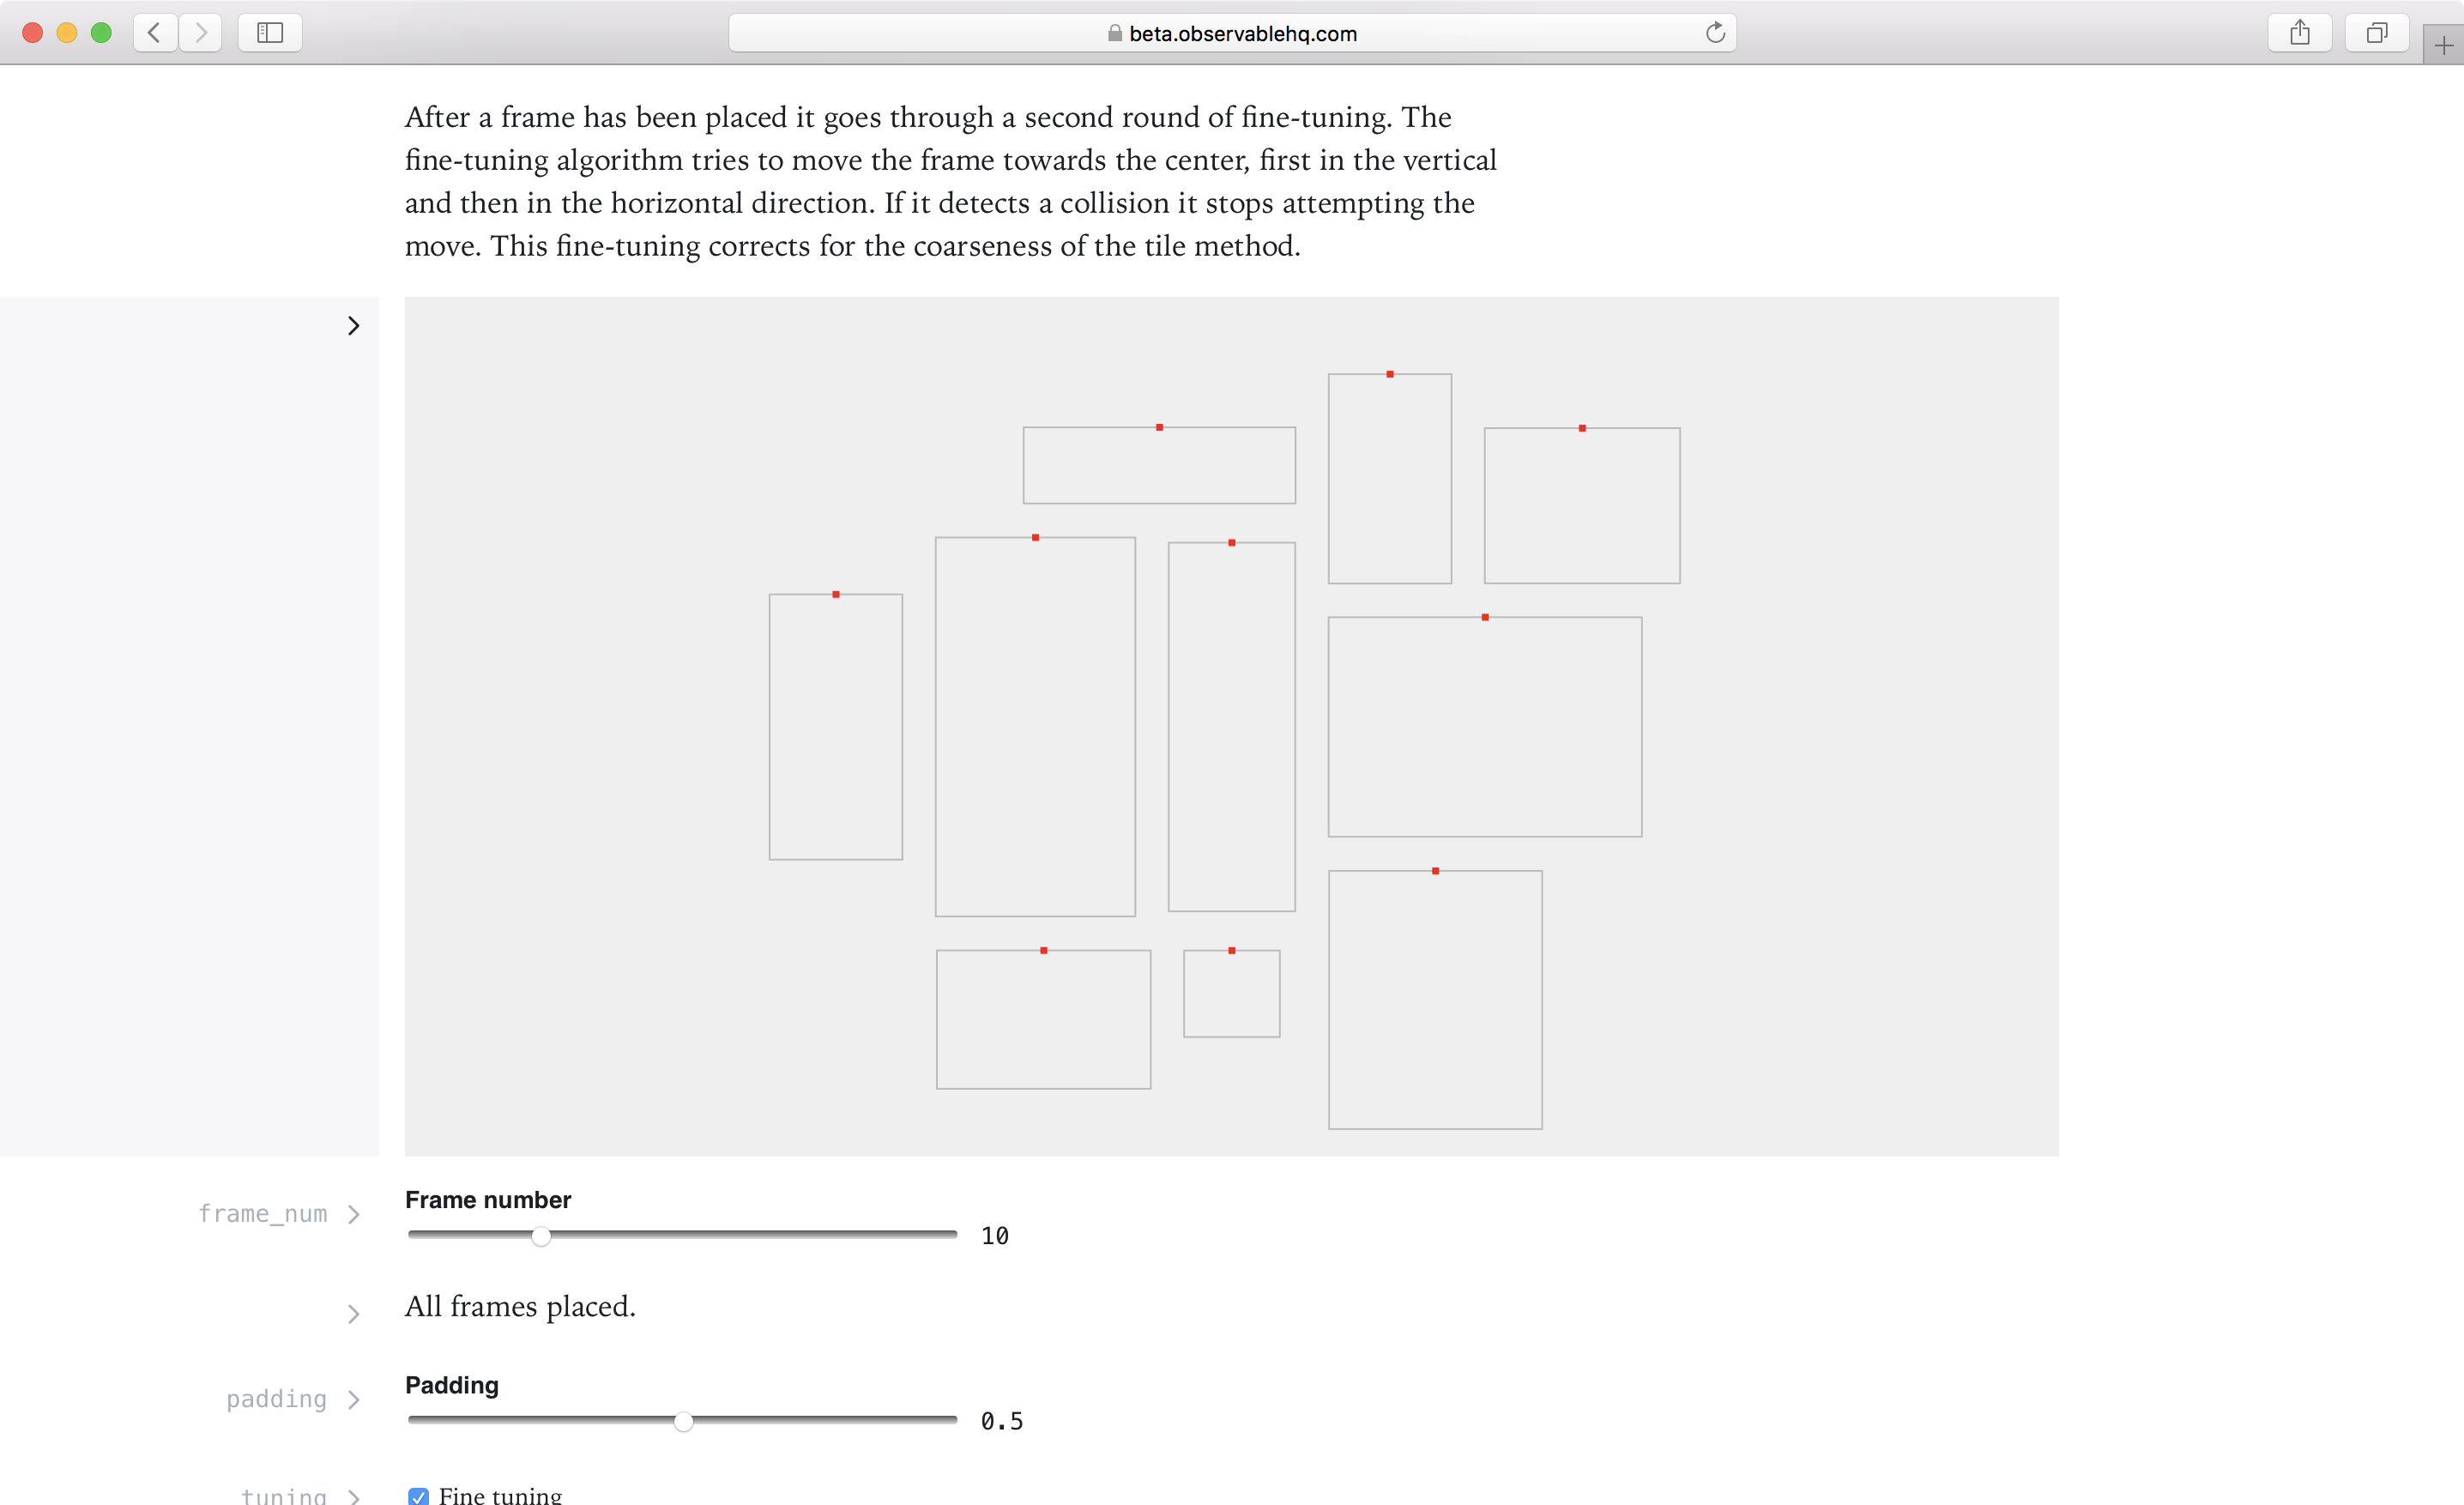 beta.observablehq.com
After a frame has been placed it goes through a second round of fine-tuning. The
fine-tuning algorithm tries to move the frame towards the center, first in the vertical
and then in the horizontal direction. If it detects a collision it stops attempting the
move. This fine-tuning corrects for the coarseness of the tile method.
Frame number
frame_num
10
All frames placed.
Padding
padding
0.5
tuning
Fine tuning